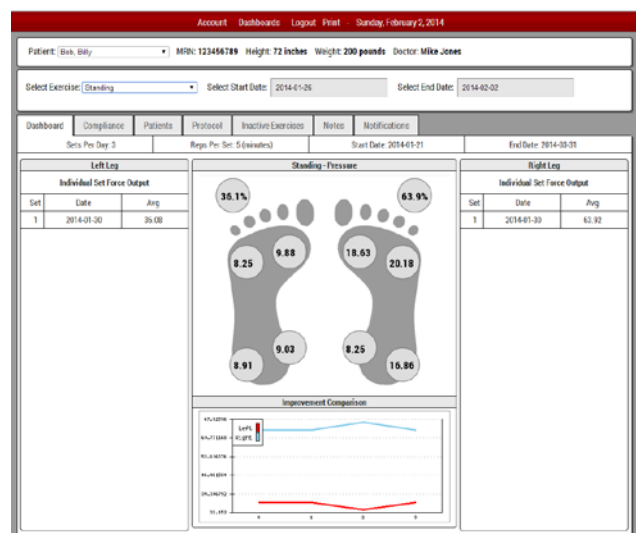 Account Dashboards Logout Print - Sunday, February 2, 2014
Patient: Bob, Billy MRN: 123456789 Height: 72 inches Weight: 200 pounds Doctor: Mike Jones
Select Exercise: Standing Select Start Date: 2014-01-26 Select End Date: 2014-02-02
Dashboard Compliance Patients Protocol Inactive Exercises Notes Notifications
Sets Per Day: 3 Reps Per Set: 5 (minutes) Start Date: 2014-01-21 End Date: 2014-03-31
Left Leg Standing - Pressure Right Leg
Individual Set Force Output Individual Set Force Output
36.1% 63.9%
Set Date Avg Set Date Avg
1 2014-01-30 36.08 1 2014-01-30 63.92
8.25 9.88 18.63 20.18
8.91 9.03 8.25 16.86
Improvement Comparison
Left
Right